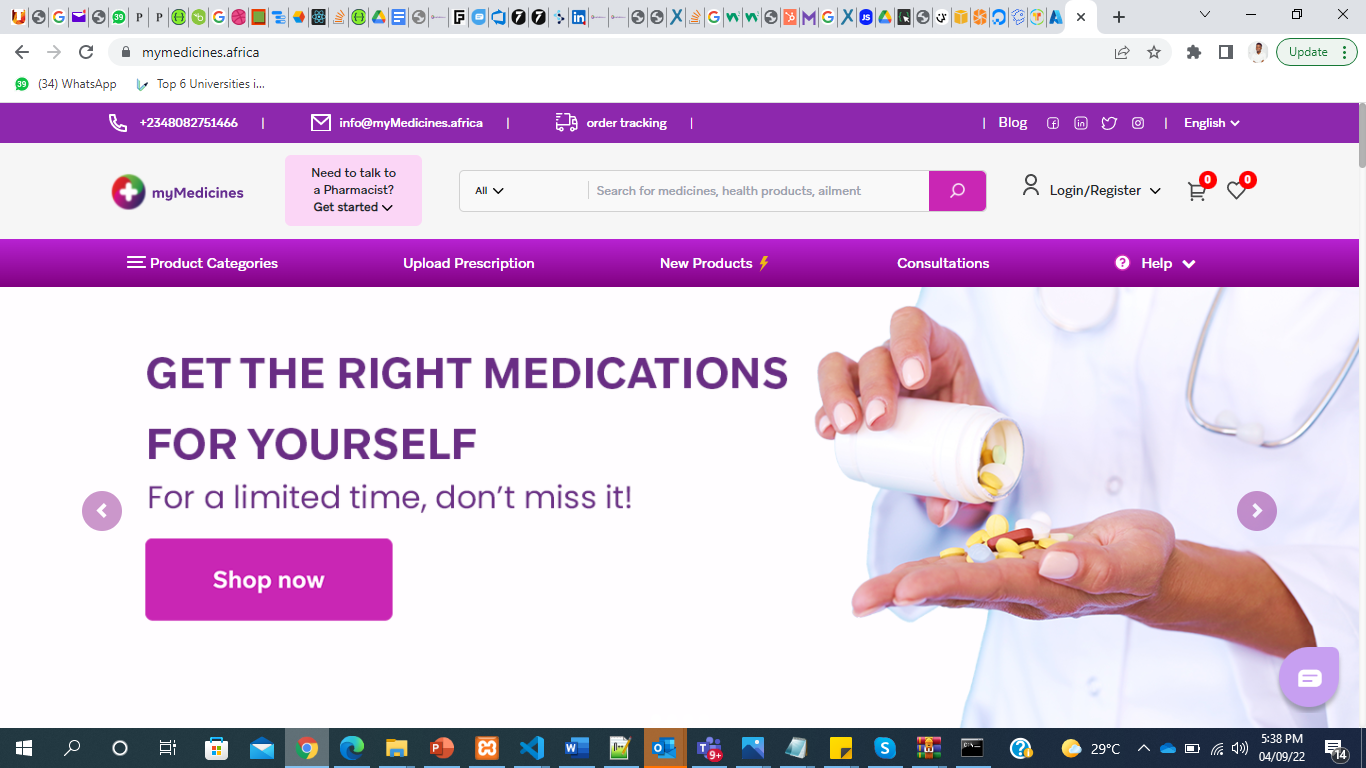 mymedicines.africa
Update
(34) WhatsApp
Top 6 Universities i...
+2348082751466 | info@myMedicines.africa | order tracking | | Blog | English
myMedicines
Need to talk to
a Pharmacist?
Get started
All
Search for medicines, health products, ailment
Login/Register
0
0
Product Categories
Upload Prescription
New Products
Consultations
Help
GET THE RIGHT MEDICATIONS
FOR YOURSELF
For a limited time, don't miss it!
Shop now
29°C
5:38 PM
04/09/22
14
9+